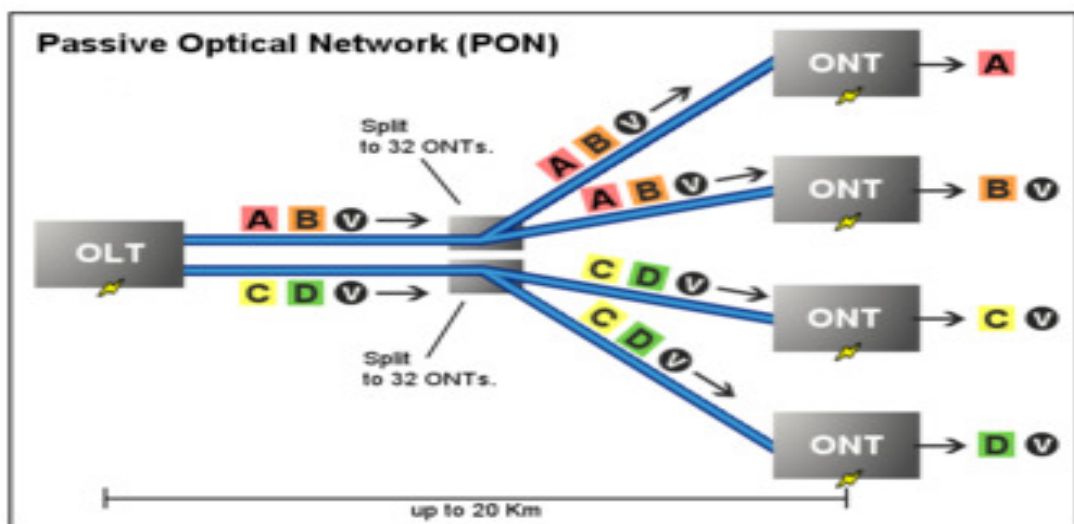 Passive Optical Network (PON)
ONT
A
Split
to 32 ONTs.
A B V
ONT
B V
A B V
A B V
OLT
C D V
C D V
ONT
C V
C D V
Split
to 32 ONTs.
ONT
D V
up to 20 Km